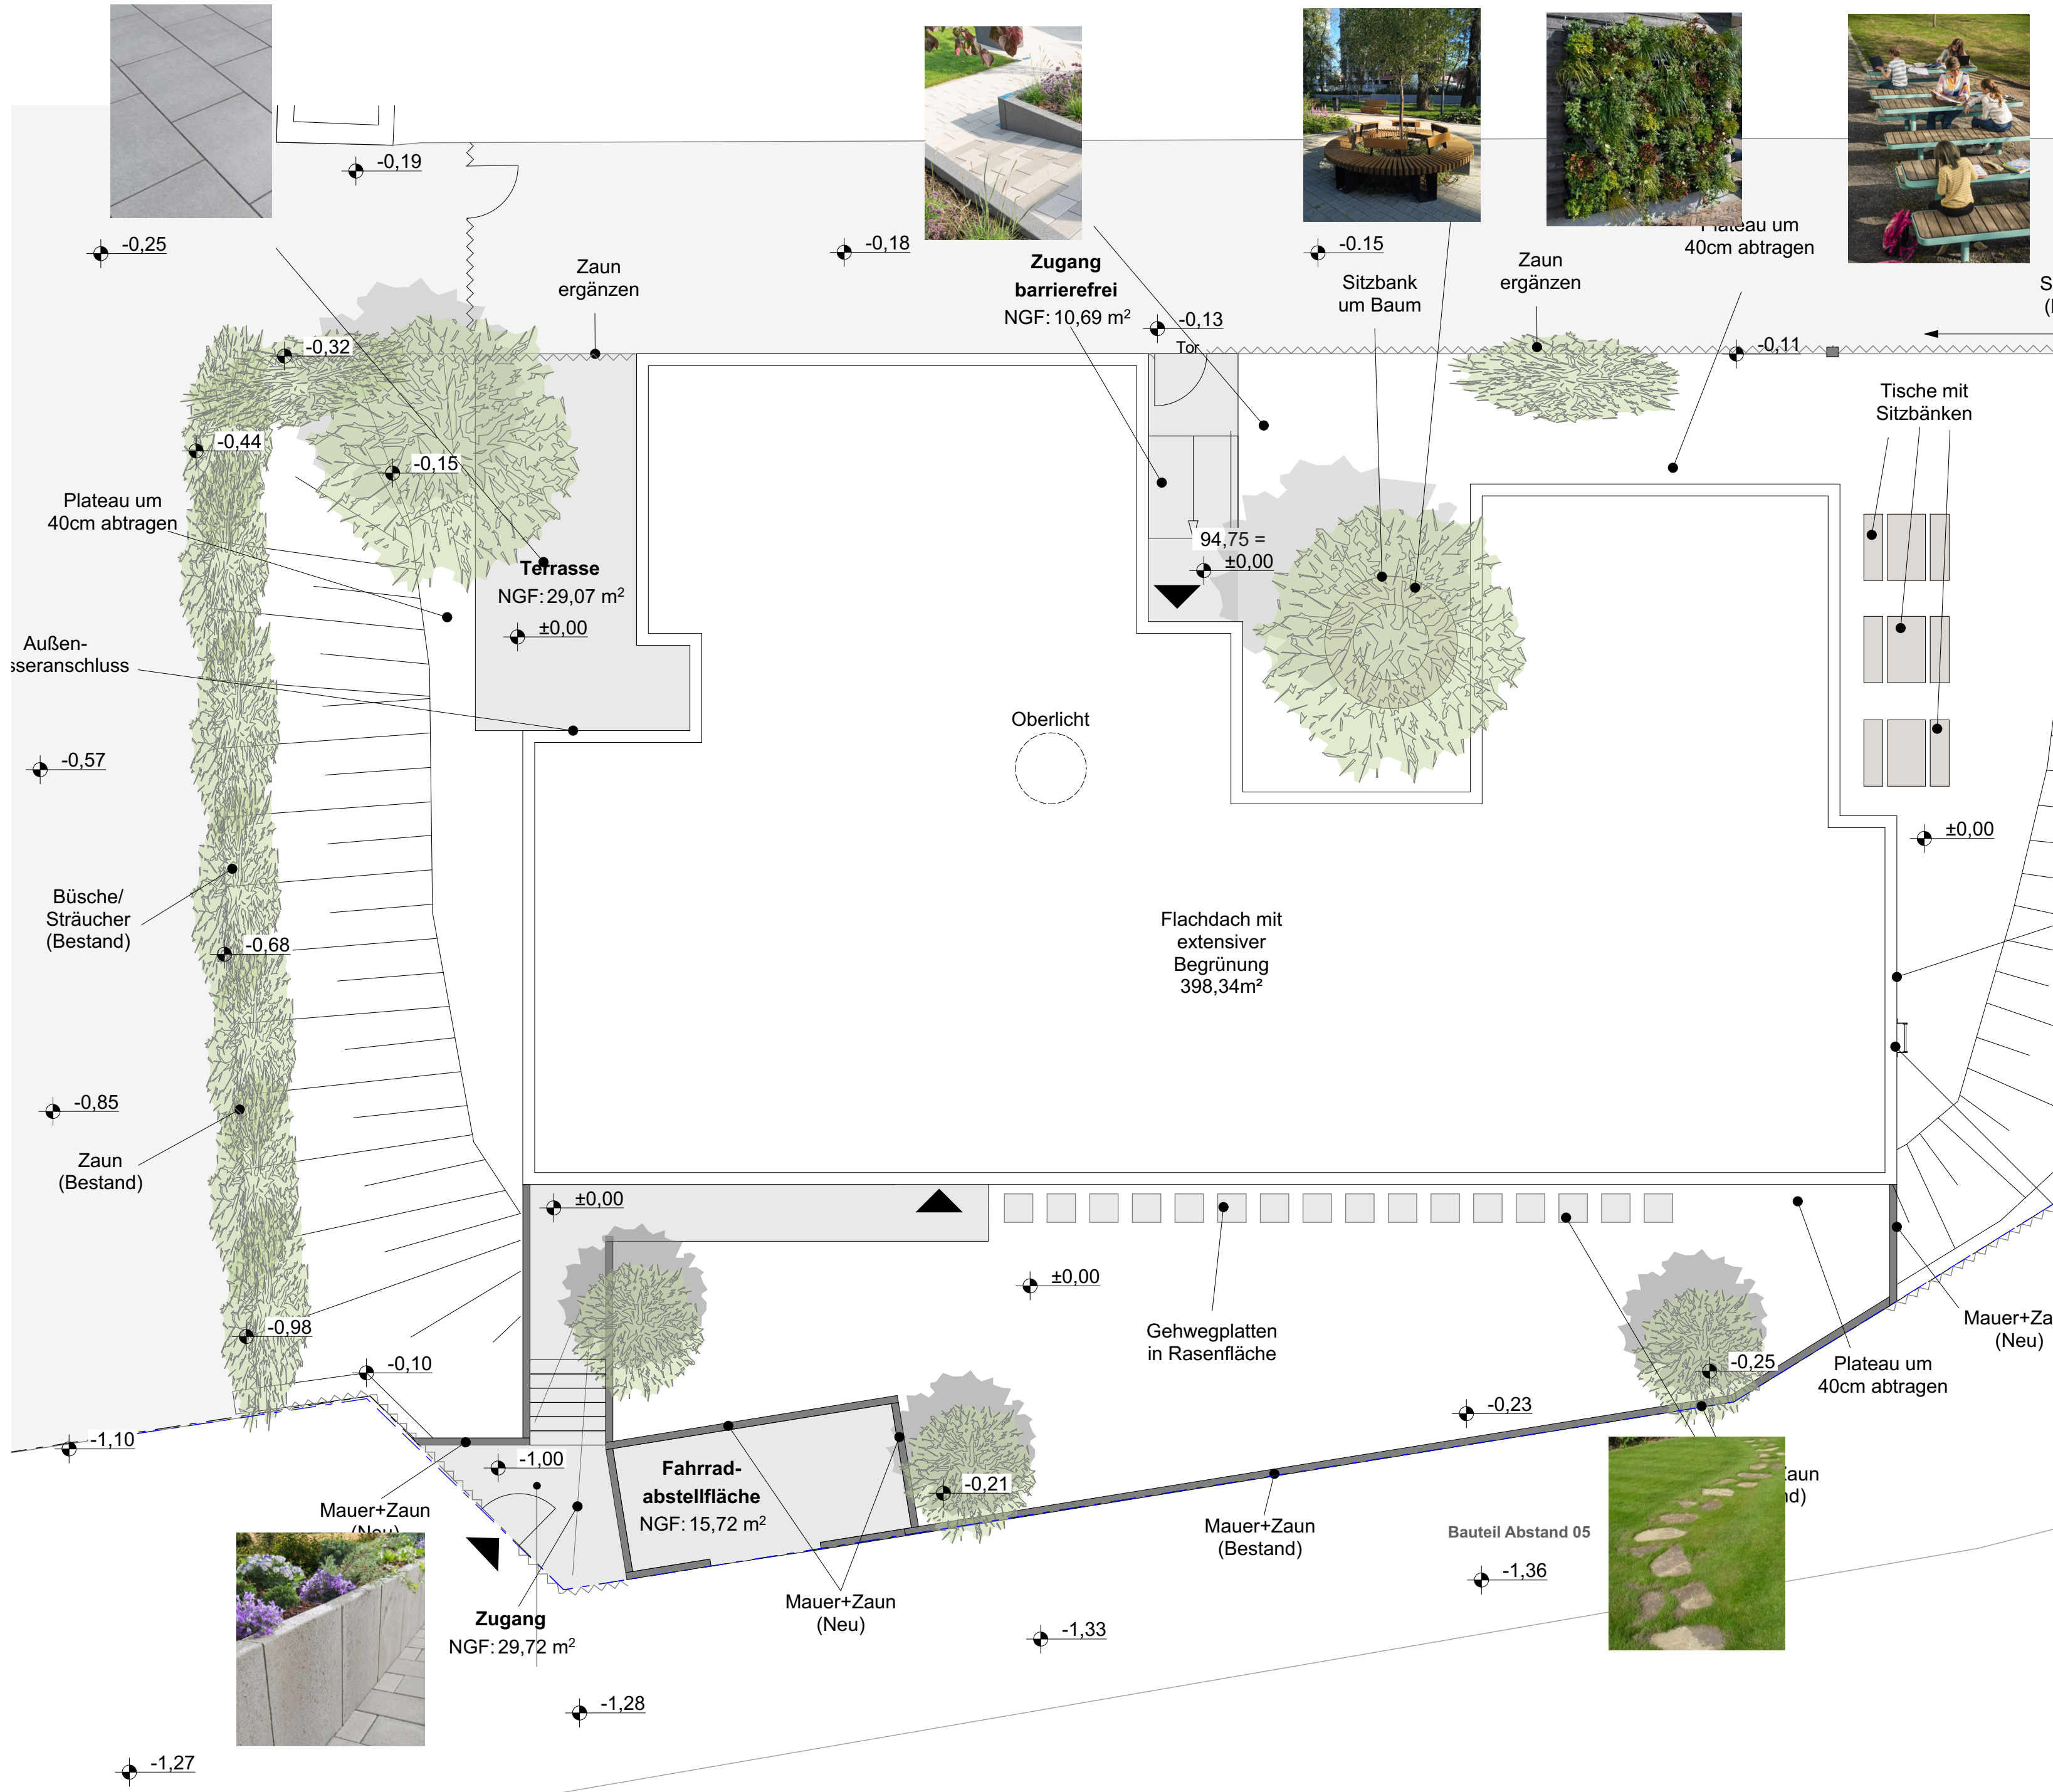 -0,19
-0,25
-0,18
-0.15
Plateau um
40cm abtragen
Zaun
ergänzen
Zugang
barrierefrei
NGF: 10,69 m²
Sitzbank
um Baum
Zaun
ergänzen
-0,13
Tor
-0,32
-0,11
Tische mit
Sitzbänken
-0,44
-0,15
Plateau um
40cm abtragen
94,75 =
±0,00
Terrasse
NGF: 29,07 m²
±0,00
Außen-
sseranschluss
Oberlicht
-0,57
±0,00
Büsche/
Sträucher
(Bestand)
-0,68
Flachdach mit
extensiver
Begrünung
398,34m²
-0,85
Zaun
(Bestand)
±0,00
±0,00
-0,98
-0,10
Gehwegplatten
in Rasenfläche
Mauer+Za
(Neu)
-0,25
Plateau um
40cm abtragen
-0,23
-1,10
-1,00
Fahrrad-
abstellfläche
NGF: 15,72 m²
-0,21
Mauer+Zaun
(Neu)
Mauer+Zaun
(Bestand)
Bauteil Abstand 05
-1,36
Mauer+Zaun
(Neu)
Zugang
NGF: 29,72 m²
-1,33
-1,28
-1,27